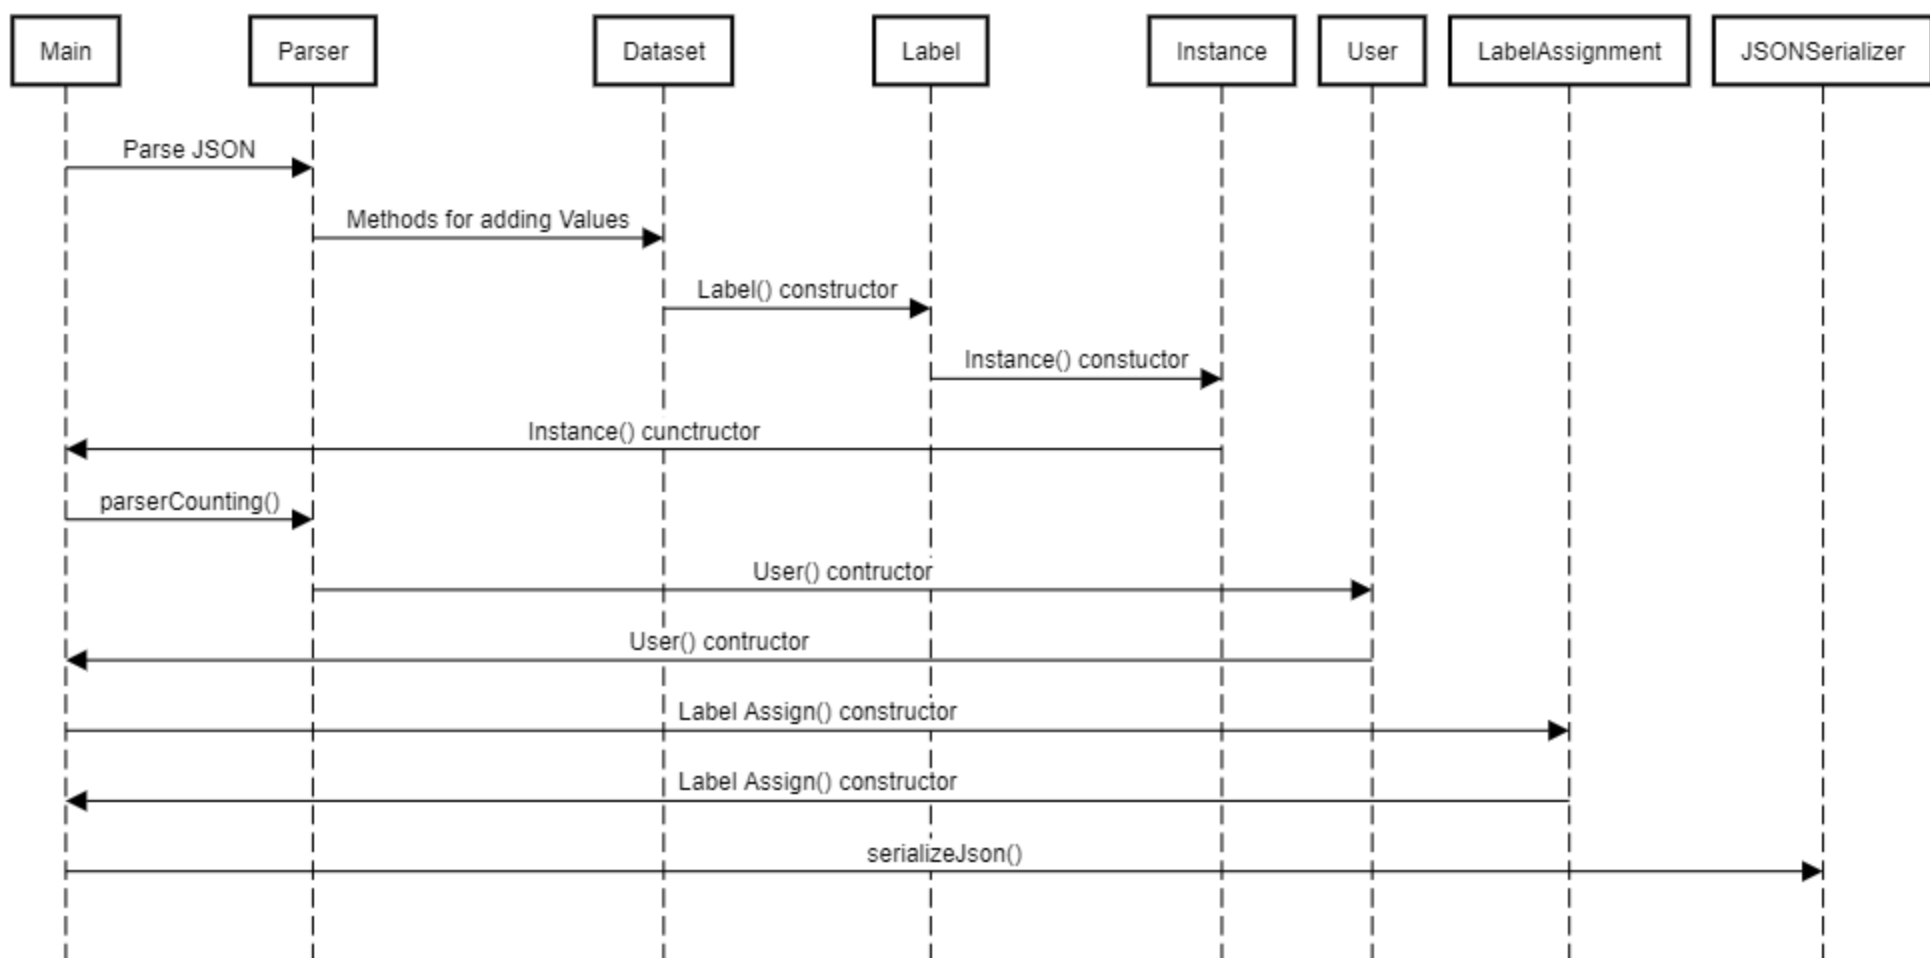 Main
Parser
Dataset
Label
Instance
User
LabelAssignment
JSONSerializer
Parse JSON
Methods for adding Values
Label() constructor
Instance() constuctor
Instance() cunctructor
parserCounting()
User() contructor
User() contructor
Label Assign() constructor
Label Assign() constructor
serializeJson()